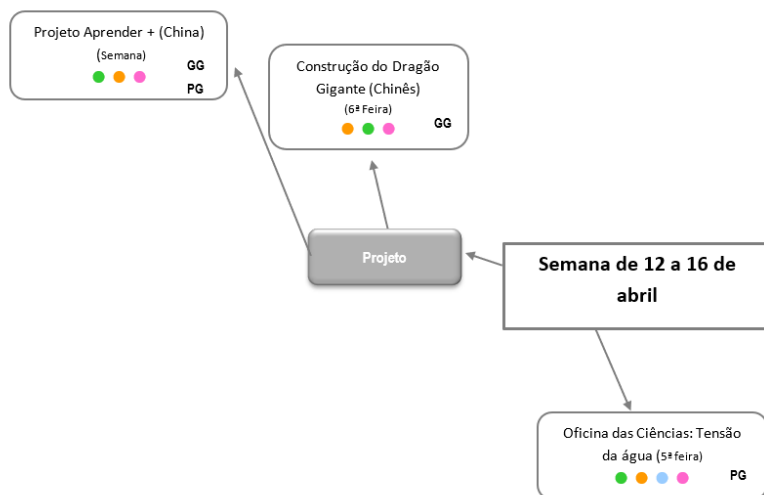 Projeto Aprender + (China)
(Semana)
GG
PG
Construção do Dragão
Gigante (Chinês)
(6ª Feira)
GG
Projeto
Semana de 12 a 16 de
abril
Oficina das Ciências: Tensão
da água (5ª feira)
PG